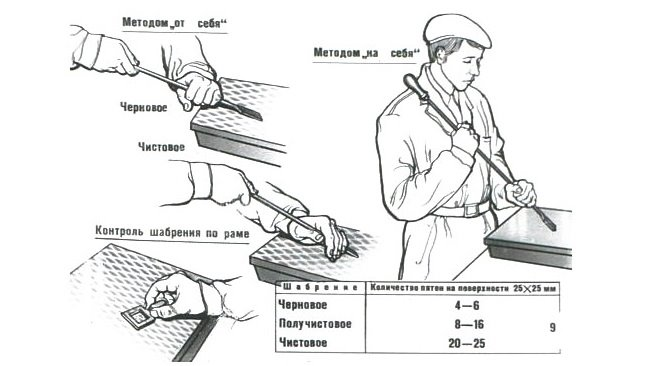 Методом „от себя“
Методом „на себя“
Черновое
Чистовое
Контроль шабрения по раме
Шабрение Количество пятен на поверхности 25×25 мм
Черновое 4—6
Получистовое 8—16 9
Чистовое 20—25